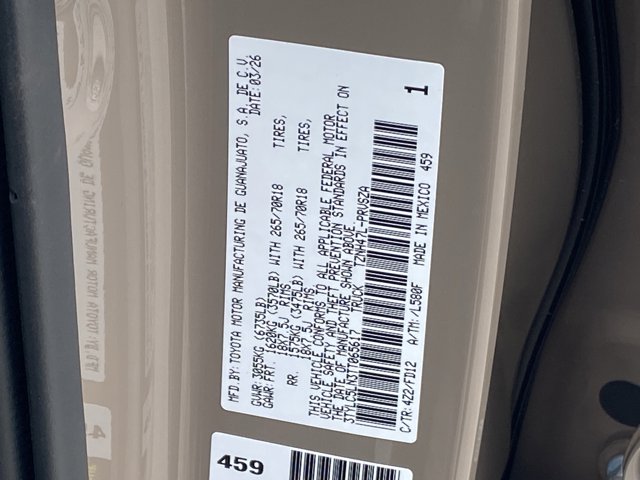 MFD.BY: TOYOTA MOTOR MANUFACTURING DE GUANAJUATO, S.A. DE C.V.
DATE: 03/26
GVWR: 3055KG (6735LB)
GAWR: FRT. 1620KG (3570LB) WITH 265/70R18 TIRES,
18X7.5J RIMS
RR. 1575KG (3475LB) WITH 265/70R18 TIRES,
18X7.5J RIMS,
THIS VEHICLE CONFORMS TO ALL APPLICABLE FEDERAL MOTOR
VEHICLE SAFETY AND THEFT PREVENTION STANDARDS IN EFFECT ON
THE DATE OF MANUFACTURE SHOWN ABOVE.
TRUCK
C/TR: 4Z2/FD12 A/TM: /L580F MADE IN MEXICO 459
1
459